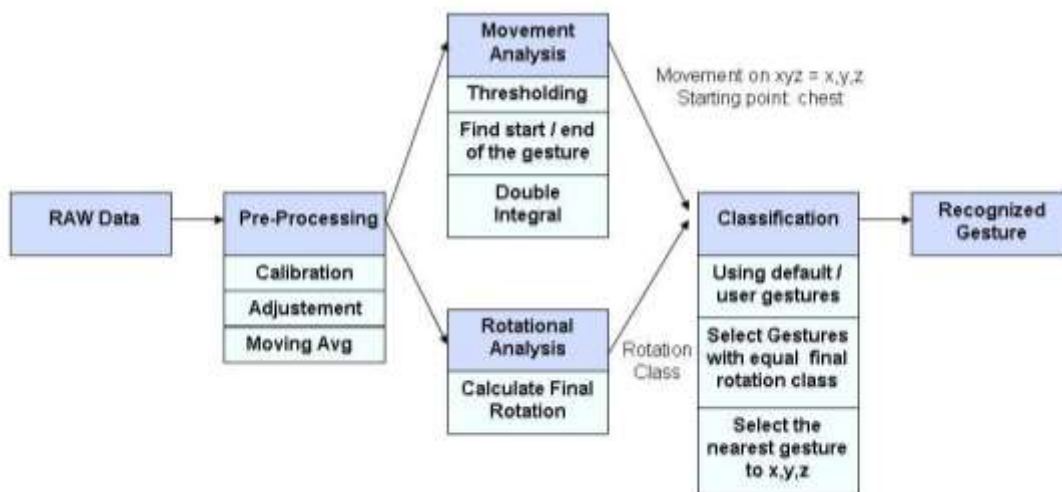 RAW Data
Pre-Processing
Calibration
Adjustement
Moving Avg
Movement
Analysis
Thresholding
Find start / end
of the gesture
Double
Integral
Rotational
Analysis
Calculate Final
Rotation
Movement on xyz = x,y,z
Starting point: chest
Rotation
Class
Classification
Using default /
user gestures
Select Gestures
with equal final
rotation class
Select the
nearest gesture
to x,y,z
Recognized
Gesture